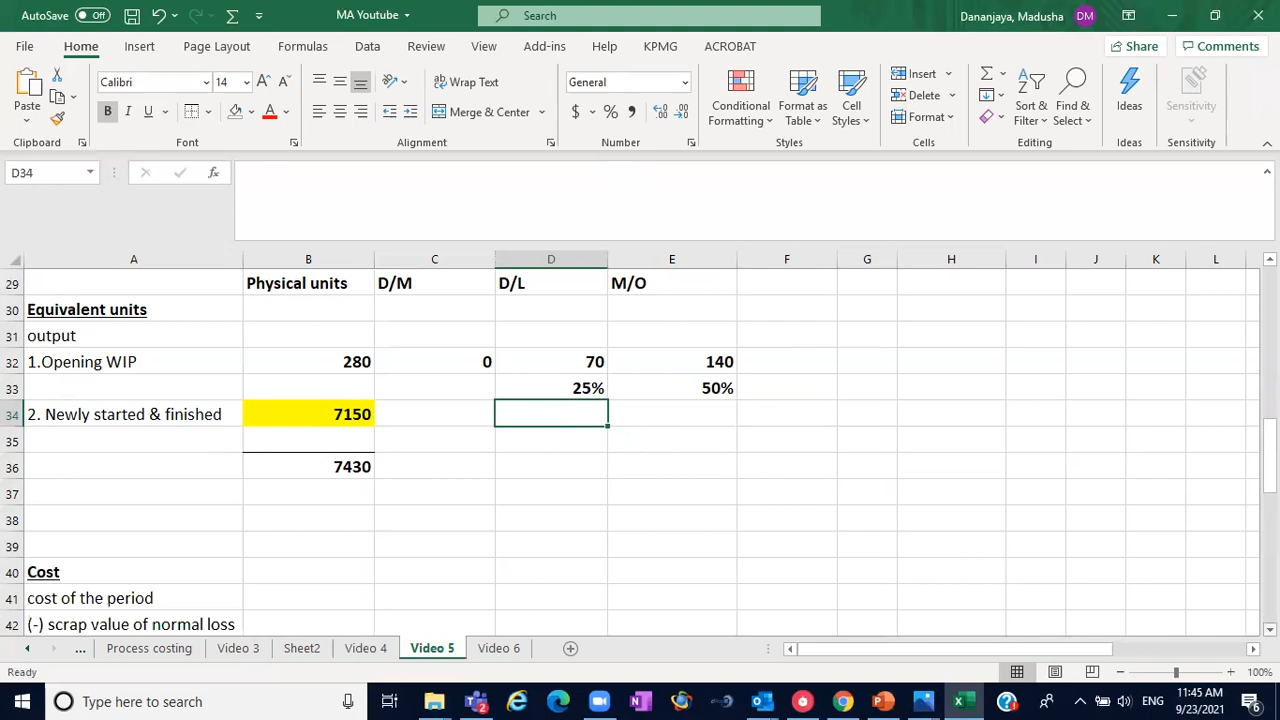 AutoSave Off MA Youtube Search Dananjaya, Madusha DM
File Home Insert Page Layout Formulas Data Review View Add-ins Help KPMG ACROBAT Share Comments
Calibri 14 A A Wrap Text General
Paste B I U A Merge & Center $ % , Conditional Formatting Format as Table Cell Styles Insert Delete Format Sort & Filter Find & Select Ideas Sensitivity
Clipboard Font Alignment Number Styles Cells Editing Ideas Sensitivity
D34 fx
A B C D E F G H I J K L
29 Physical units D/M D/L M/O
30 Equivalent units
31 output
32 1.Opening WIP 280 0 70 140
33 25% 50%
34 2. Newly started & finished 7150
35
36 7430
37
38
39
40 Cost
41 cost of the period
42 (-) scrap value of normal loss
... Process costing Video 3 Sheet2 Video 4 Video 5 Video 6
Ready 100%
Type here to search 2 ENG 11:45 AM
9/23/2021 6